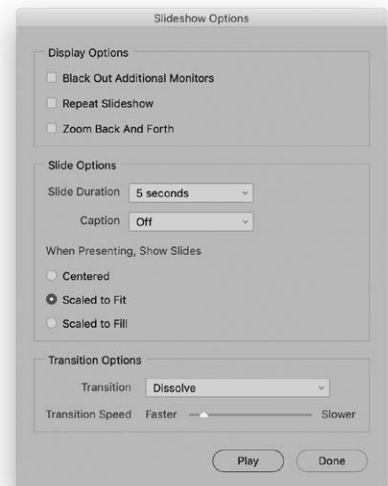 Slideshow Options
Display Options
Black Out Additional Monitors
Repeat Slideshow
Zoom Back And Forth
Slide Options
Slide Duration 5 seconds
Caption Off
When Presenting, Show Slides
Centered
Scaled to Fit
Scaled to Fill
Transition Options
Transition Dissolve
Transition Speed Faster Slower
Play Done